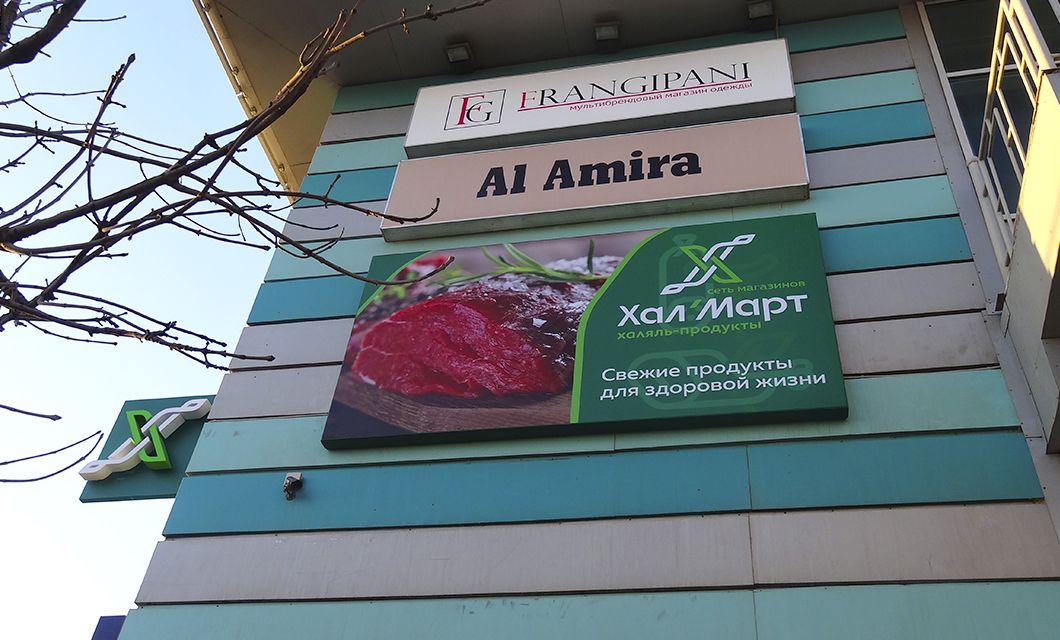 FG FRANGIPANI
мультибрендовый магазин одежды
Al Amira
сеть магазинов
Хал'Март
халяль-продукты
Свежие продукты
для здоровой жизни